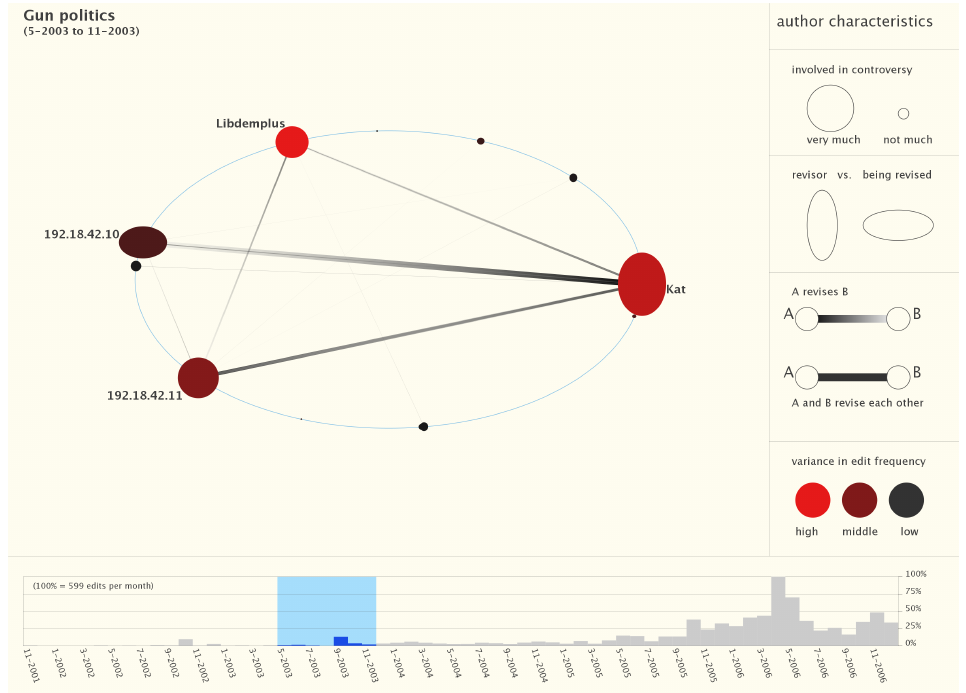 Gun politics
(5-2003 to 11-2003)
Libdemplus
192.18.42.10
Kat
192.18.42.11
author characteristics
involved in controversy
very much not much
revisor vs. being revised
A revises B
A B
A B
A and B revise each other
variance in edit frequency
high middle low
(100% = 599 edits per month)
100%
75%
50%
25%
0%
11-2001 1-2002 3-2002 5-2002 7-2002 9-2002 11-2002 1-2003 3-2003 5-2003 7-2003 9-2003 11-2003 1-2004 3-2004 5-2004 7-2004 9-2004 11-2004 1-2005 3-2005 5-2005 7-2005 9-2005 11-2005 1-2006 3-2006 5-2006 7-2006 9-2006 11-2006